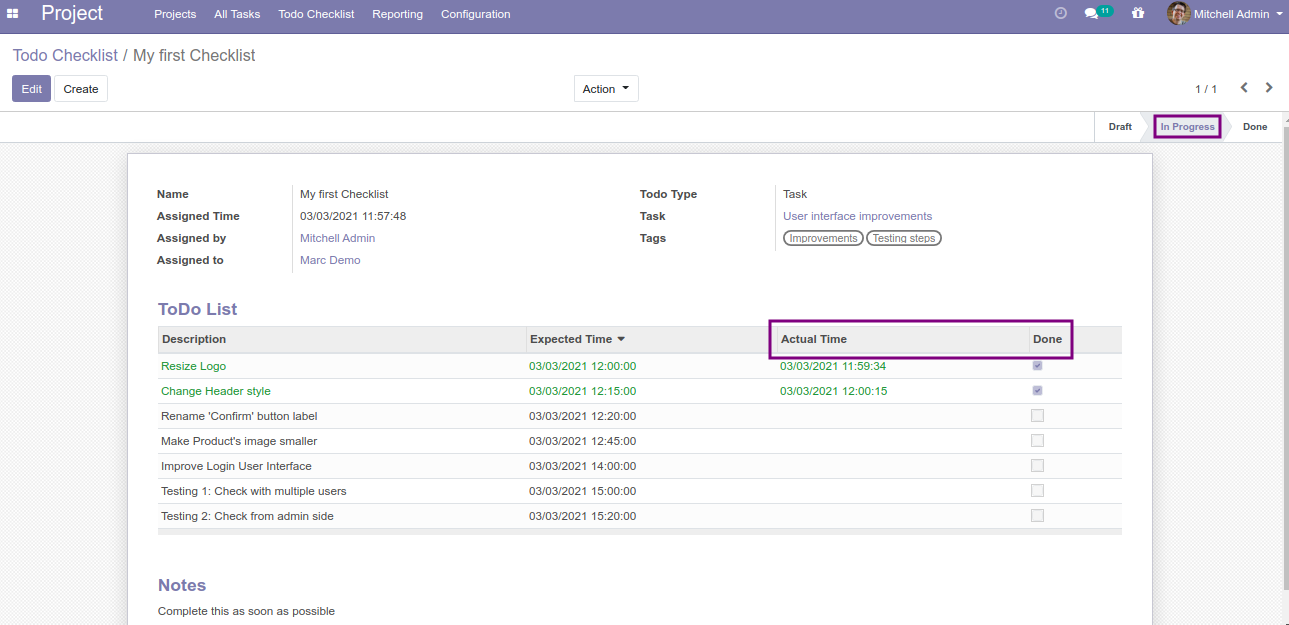 Project Projects All Tasks Todo Checklist Reporting Configuration 11 Mitchell Admin
Todo Checklist / My first Checklist
Edit Create Action 1 / 1
Draft In Progress Done
Name My first Checklist Todo Type Task
Assigned Time 03/03/2021 11:57:48 Task User interface improvements
Assigned by Mitchell Admin Tags Improvements Testing steps
Assigned to Marc Demo
ToDo List
Description Expected Time Actual Time Done
Resize Logo 03/03/2021 12:00:00 03/03/2021 11:59:34
Change Header style 03/03/2021 12:15:00 03/03/2021 12:00:15
Rename 'Confirm' button label 03/03/2021 12:20:00
Make Product's image smaller 03/03/2021 12:45:00
Improve Login User Interface 03/03/2021 14:00:00
Testing 1: Check with multiple users 03/03/2021 15:00:00
Testing 2: Check from admin side 03/03/2021 15:20:00
Notes
Complete this as soon as possible